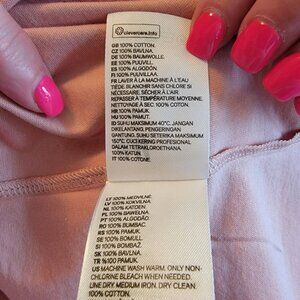 clevercare.info
GB 100% COTTON.
CZ 100% BAVLNA.
DE 100% BAUMWOLLE.
EE 100% PUUVILL.
ES 100% ALGODÓN.
FI 100% PUUVILLAA.
FR LAVER À LA MACHINE À L'EAU
TIÈDE. BLANCHIR SANS CHLORE SI
NÉCESSAIRE. SÉCHER À L'AIR.
REPASSER À TEMPÉRATURE MOYENNE.
NETTOYAGE À SEC. 100% COTON.
HR 100% PAMUK.
HU 100% PAMUT.
ID SUHU MAKSIMUM 40°C. JANGAN
DIKELANTANG. PENGERINGAN
GANTUNG. SUHU SETERIKA MAKSIMUM
150°C. CUCI KERING PROFESIONAL
DALAM TETRAKLOROETHANE.
100% KATUN.
IT 100% COTONE.
LT 100% MEDVILNĖ.
LV 100% KOKVILNA.
NL 100% KATOEN.
PL 100% BAWEŁNA.
PT 100% ALGODÃO.
RO 100% BUMBAC.
RS 100% PAMUK.
SE 100% BOMULL.
SI 100% BOMBAŽ.
SK 100% BAVLNA.
TR %100 PAMUK.
US MACHINE WASH WARM. ONLY NON-
CHLORINE BLEACH WHEN NEEDED.
LINE DRY. MEDIUM IRON. DRY CLEAN
100% COTTON.